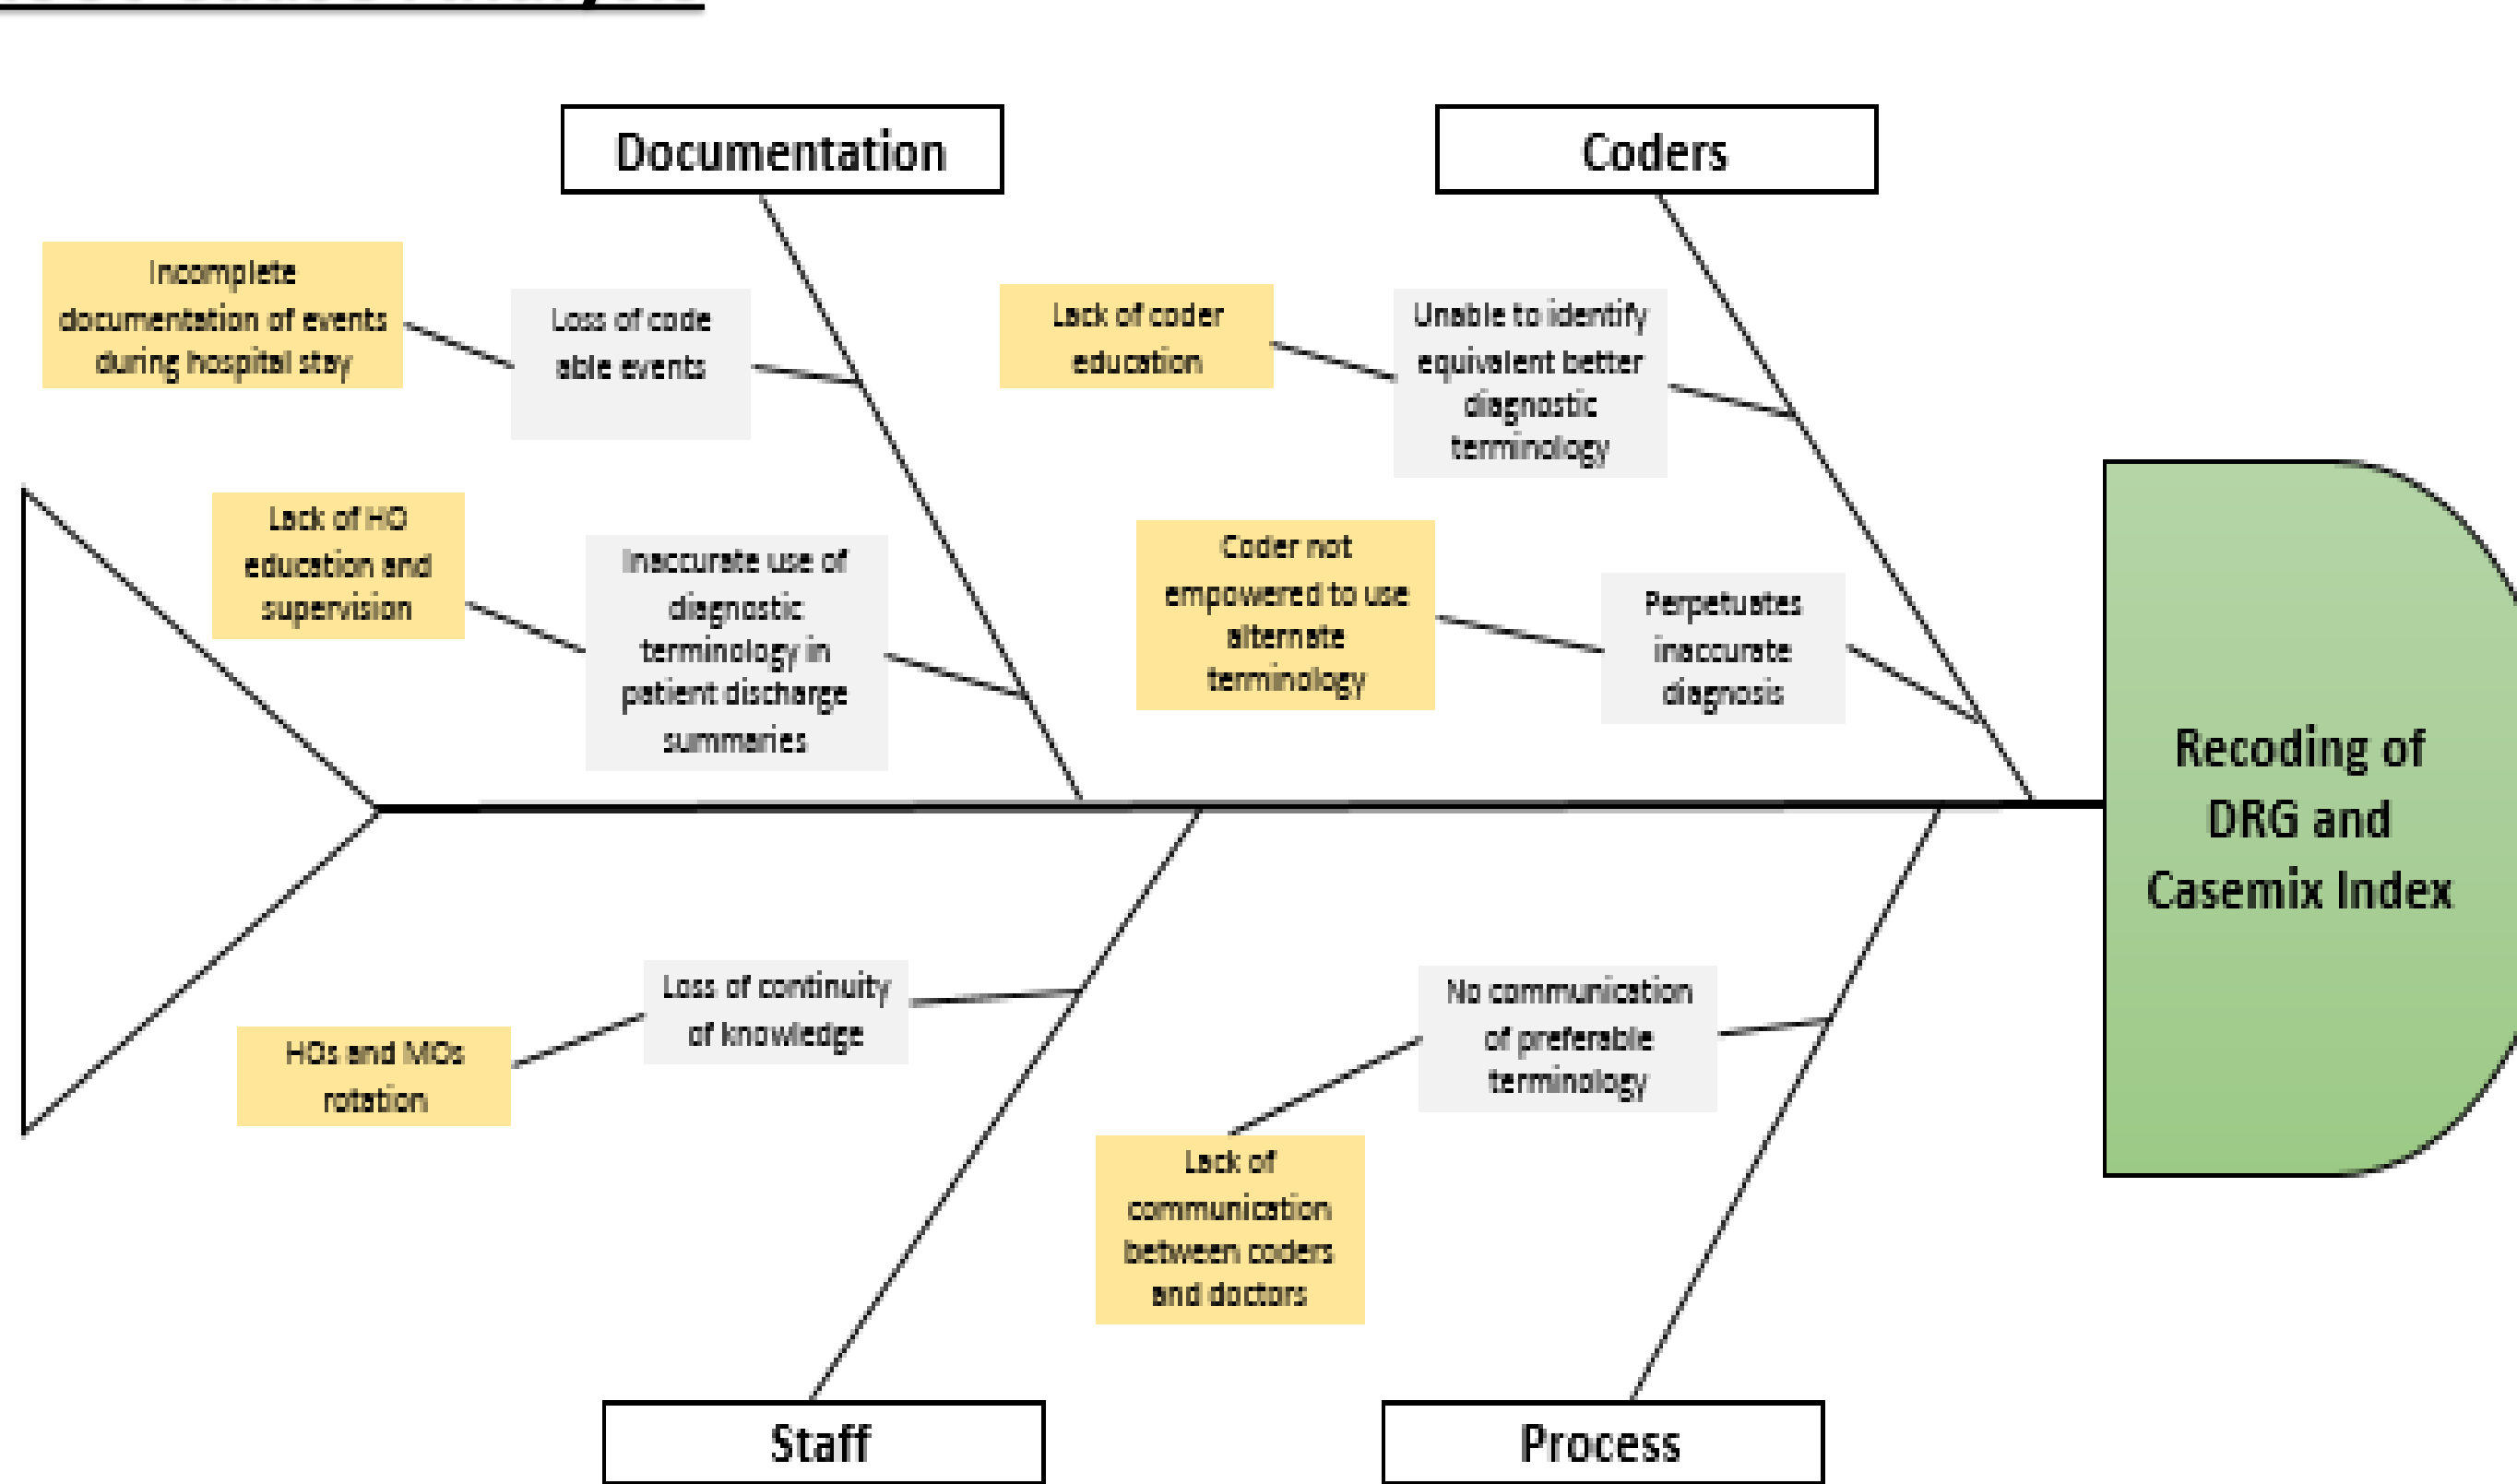 Documentation
Coders
Incomplete
documentation of events
during hospital stay
Loss of code
able events
Lack of coder
education
Unable to identify
equivalent better
diagnostic
terminology
Lack of HO
education and
supervision
Inaccurate use of
diagnostic
terminology in
patient discharge
summaries
Coder not
empowered to use
alternate
terminology
Perpetuates
inaccurate
diagnosis
Recoding of
DRG and
Casemix Index
HOs and MOs
rotation
Loss of continuity
of knowledge
No communication
of preferable
terminology
Lack of
communication
between coders
and doctors
Staff
Process